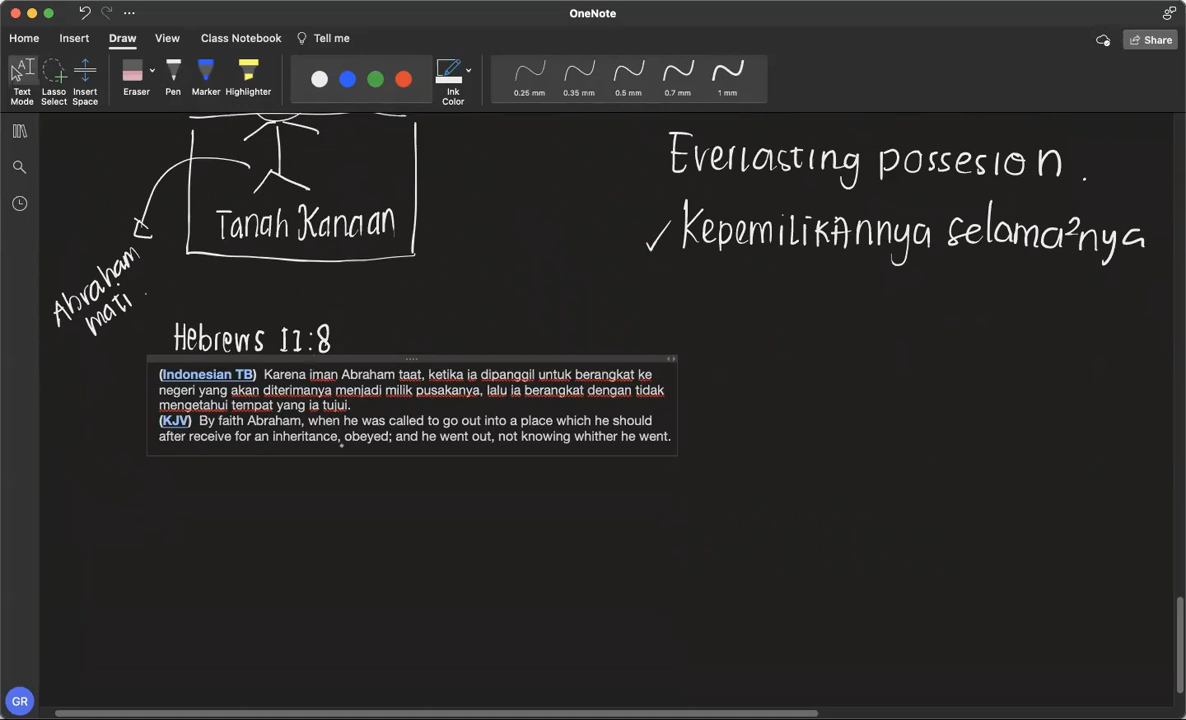 OneNote
Home Insert Draw View Class Notebook Tell me
Share
Text Mode
Lasso Select
Insert Space
Eraser
Pen
Marker
Highlighter
Ink Color
0.25 mm 0.35 mm 0.5 mm 0.7 mm 1 mm
Tanah Kanaan
Abraham
mati
Everlasting possesion.
✓ Kepemilikannya selama²nya
Hebrews 11:8
(Indonesian TB) Karena iman Abraham taat, ketika ia dipanggil untuk berangkat ke
negeri yang akan diterimanya menjadi milik pusakanya, lalu ia berangkat dengan tidak
mengetahui tempat yang ia tujui.
(KJV) By faith Abraham, when he was called to go out into a place which he should
after receive for an inheritance, obeyed; and he went out, not knowing whither he went.
GR